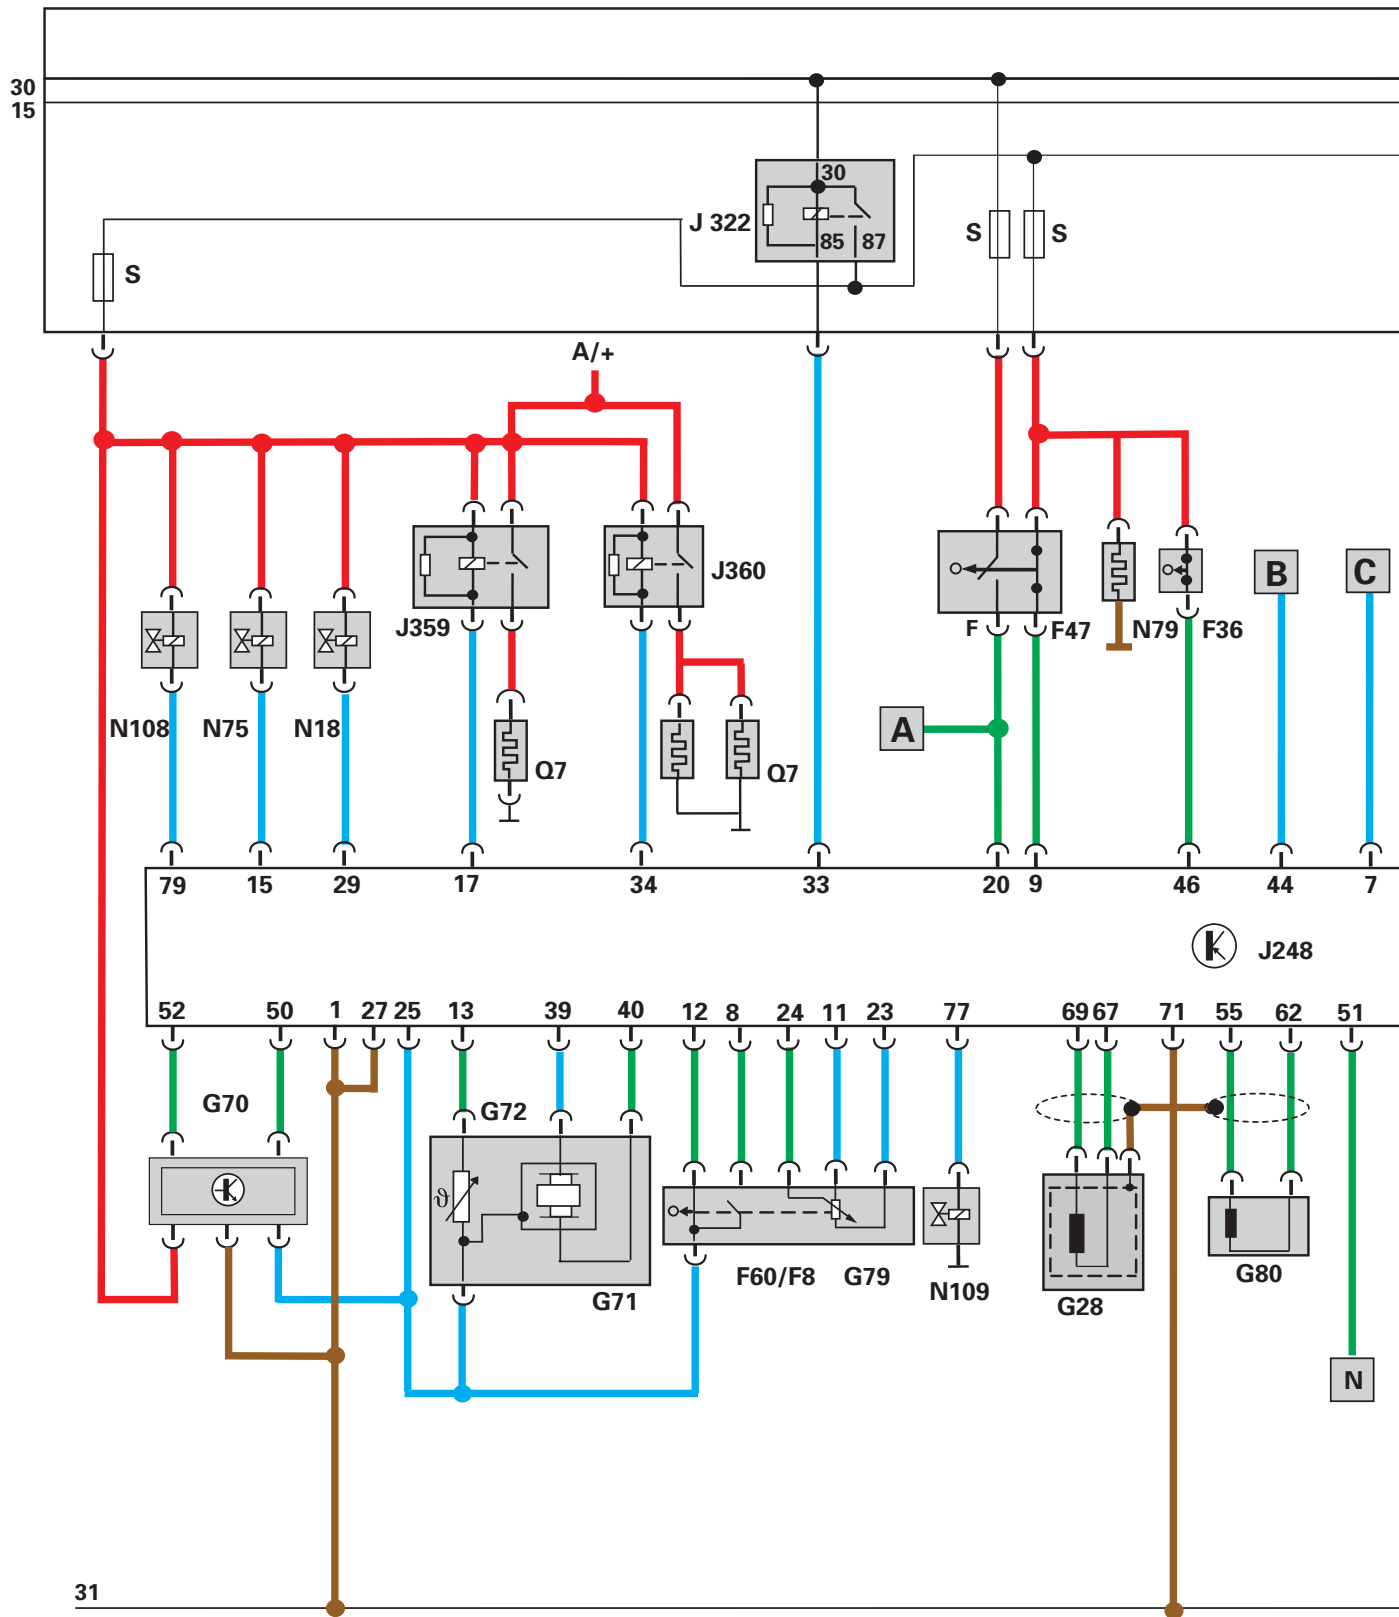 30
15
30
J 322
85 87
S
S
S
A/+
J360
J359
F
F47
N79
F36
B
C
N108
N75
N18
A
Q7
Q7
79 15 29 17 34 33 20 9 46 44 7
J248
52 50 1 27 25 13 39 40 12 8 24 11 23 77 69 67 71 55 62 51
G70
G72
ϑ
F60/F8
G79
N109
G71
G28
G80
N
31